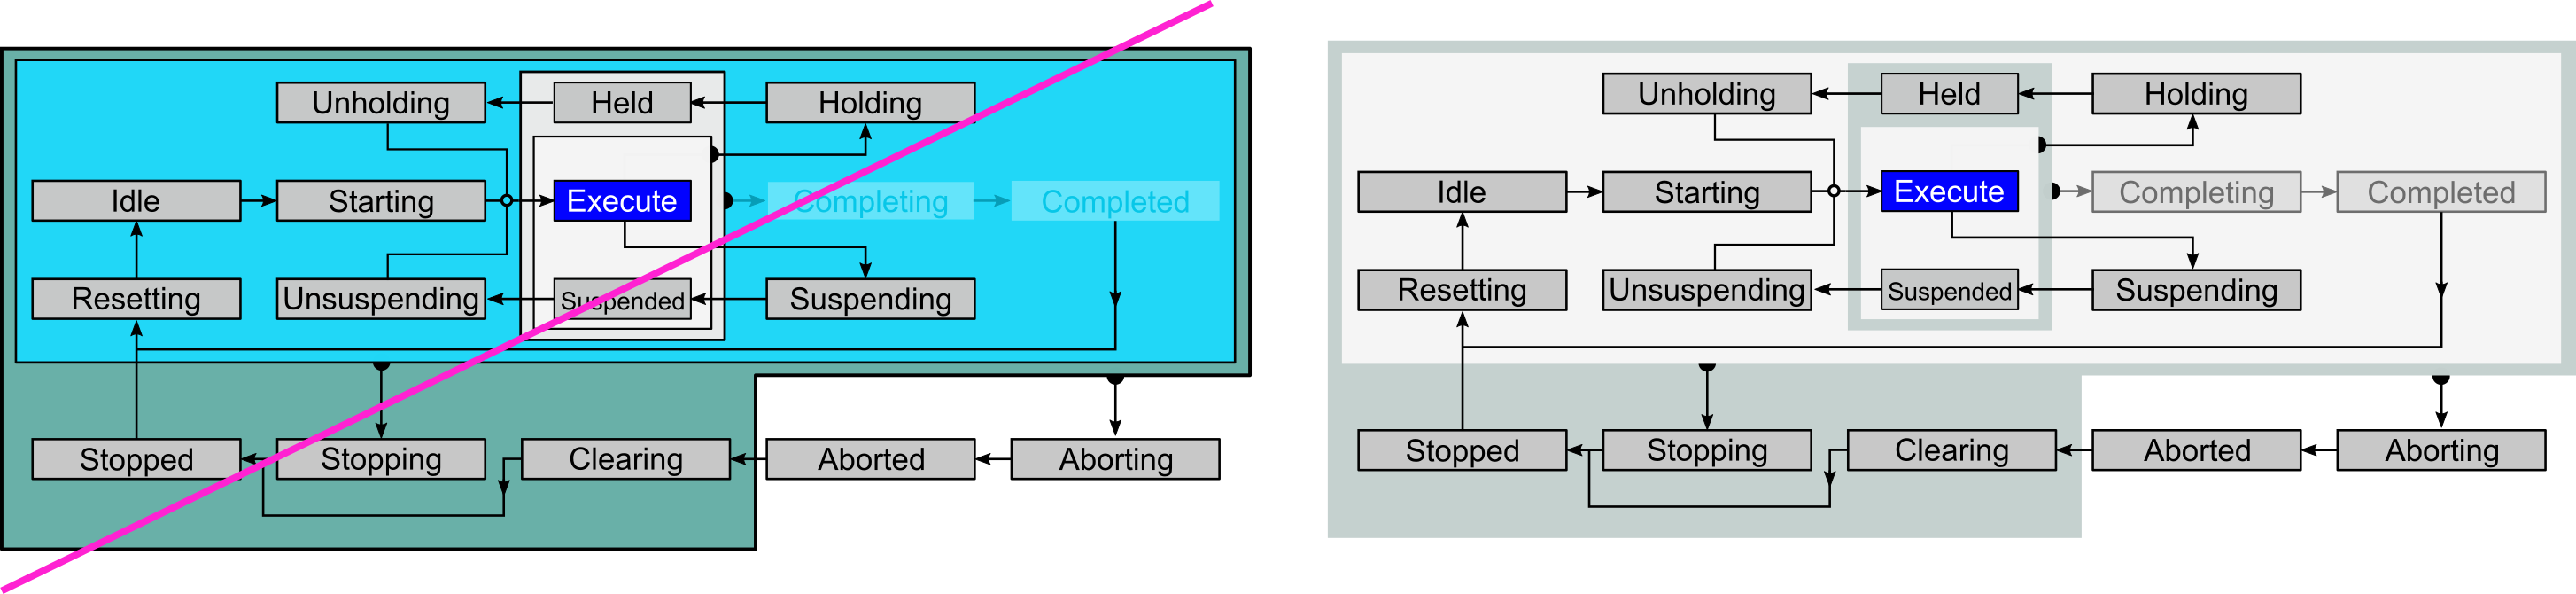 Unholding
Held
Holding
Idle
Starting
Execute
Completing
Completed
Resetting
Unsuspending
Suspended
Suspending
Stopped
Stopping
Clearing
Aborted
Aborting
Unholding
Held
Holding
Idle
Starting
Execute
Completing
Completed
Resetting
Unsuspending
Suspended
Suspending
Stopped
Stopping
Clearing
Aborted
Aborting